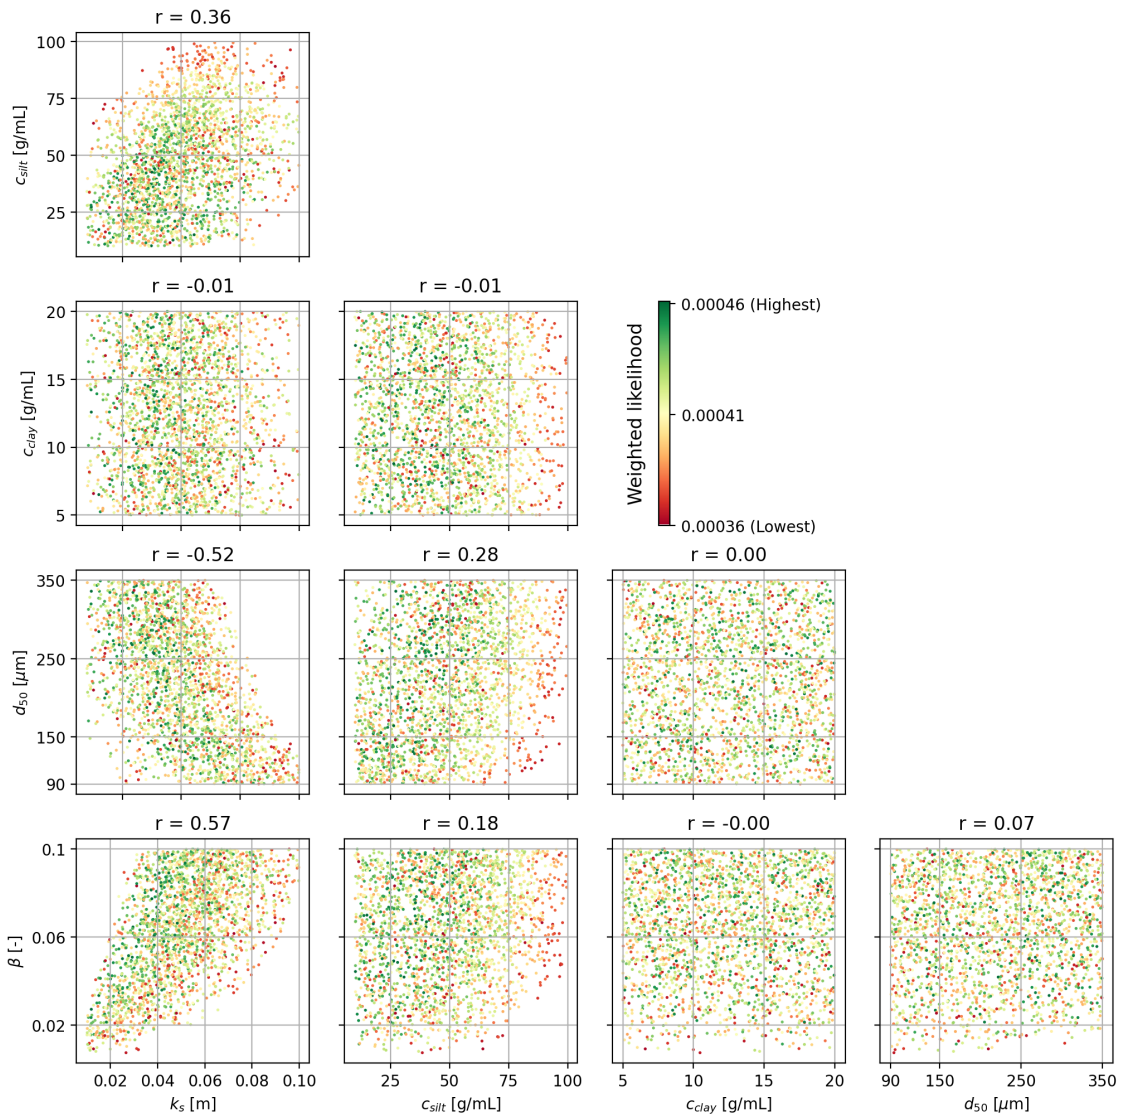 r = 0.36
100
75
50
25
c_silt [g/mL]
r = -0.01
r = -0.01
20
15
10
5
c_clay [g/mL]
Weighted likelihood
0.00046 (Highest)
0.00041
0.00036 (Lowest)
r = -0.52
r = 0.28
r = 0.00
350
250
150
90
d_50 [μm]
r = 0.57
r = 0.18
r = -0.00
r = 0.07
0.1
0.06
0.02
β [-]
0.02 0.04 0.06 0.08 0.10
25 50 75 100
5 10 15 20
90 150 250 350
k_s [m]
c_silt [g/mL]
c_clay [g/mL]
d_50 [μm]